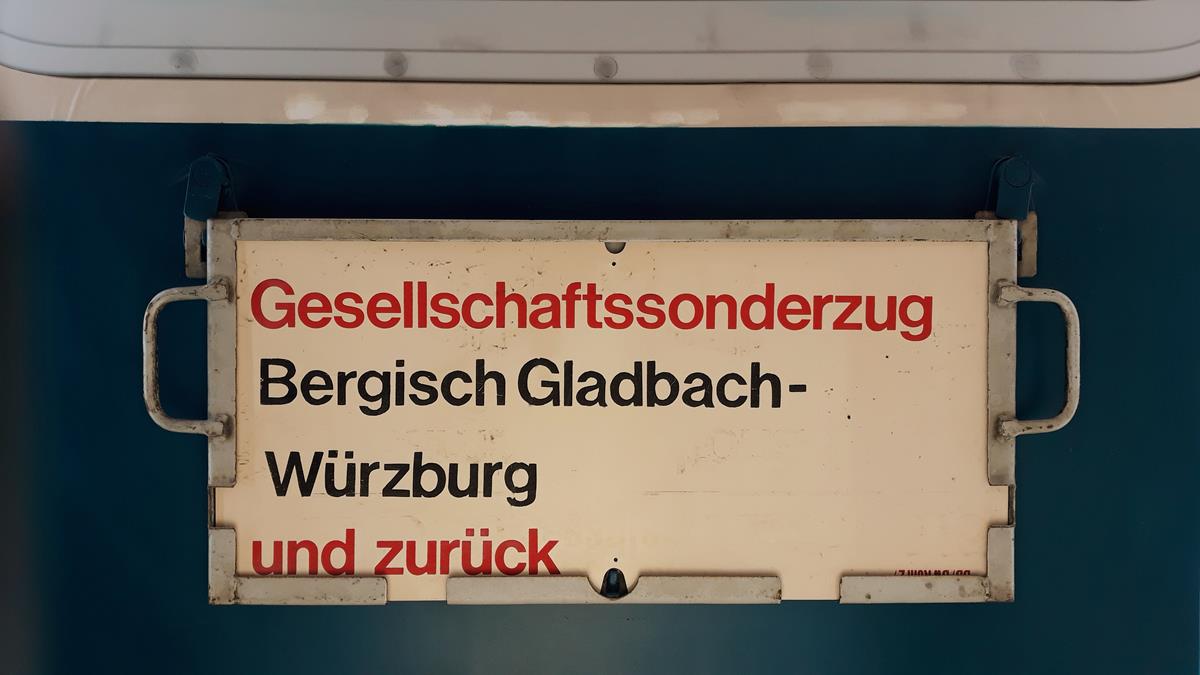 Gesellschaftssonderzug
Bergisch Gladbach-
Würzburg
und zurück